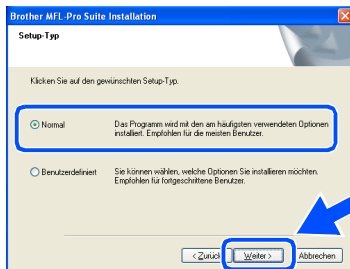 Brother MFL-Pro Suite Installation
Setup-Typ
Klicken Sie auf den gewünschten Setup-Typ.
Normal
Das Programm wird mit den am häufigsten verwendeten Optionen
installiert. Empfohlen für die meisten Benutzer.
Benutzerdefiniert
Sie können wählen, welche Optionen Sie installieren möchten.
Empfohlen für fortgeschrittene Benutzer.
< Zurück
Weiter >
Abbrechen